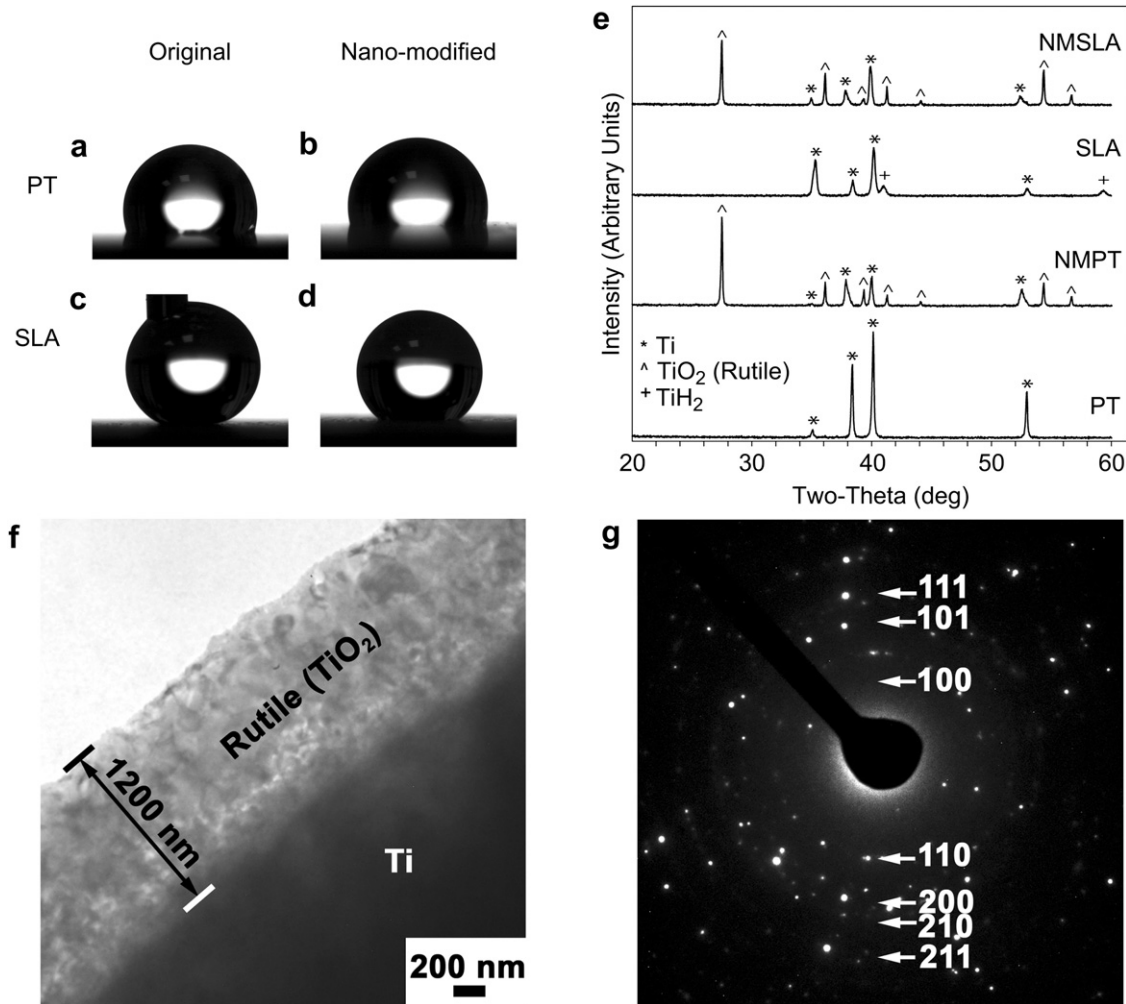 Original
Nano-modified
PT
SLA
a
b
c
d
e
Intensity (Arbitrary Units)
NMSLA
^ * ^ * ^ * ^ ^ * ^ ^
SLA
* * * + * +
NMPT
^ * ^ * ^ * ^ ^ * ^ ^
PT
* * * *
* Ti
^ TiO₂ (Rutile)
+ TiH₂
20 30 40 50 60
Two-Theta (deg)
f
Rutile (TiO₂)
1200 nm
Ti
200 nm
g
111
101
100
110
200
210
211